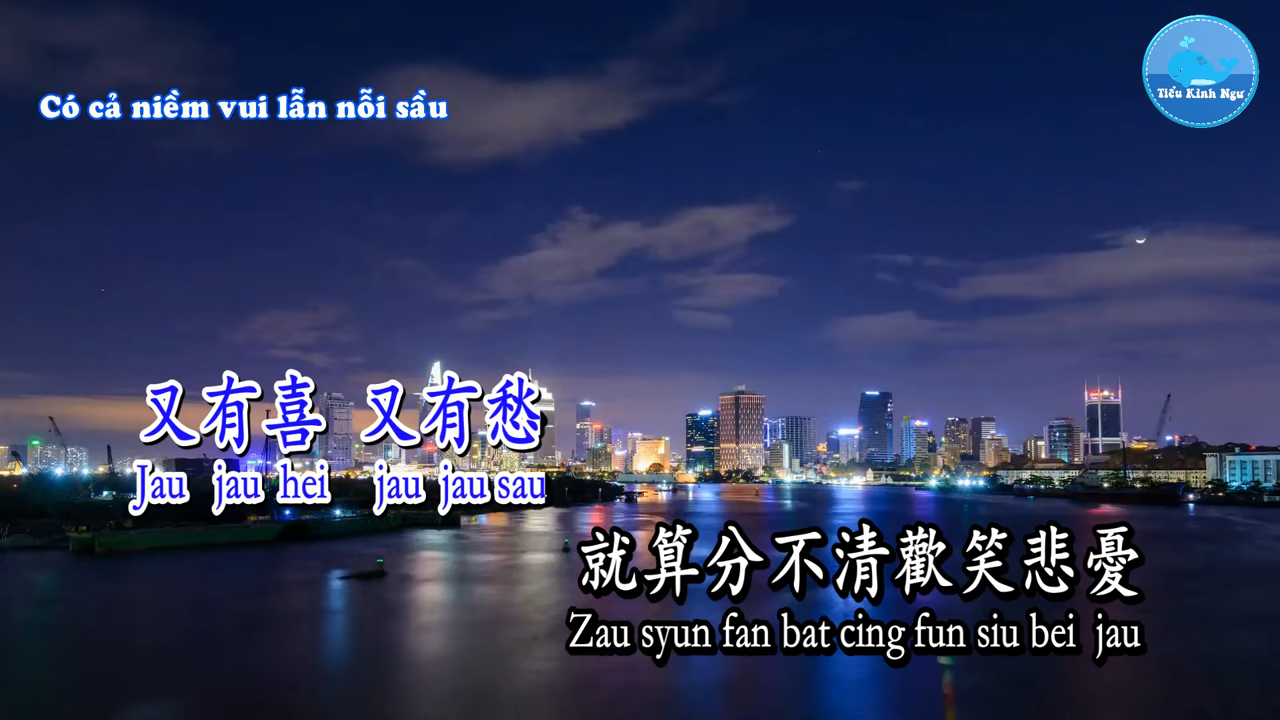 Có cả niềm vui lẫn nỗi sầu
Tiểu Kình Ngư
又有喜 又有愁
Jau jau hei jau jau sau
就算分不清歡笑悲憂
Zau syun fan bat cing fun siu bei jau